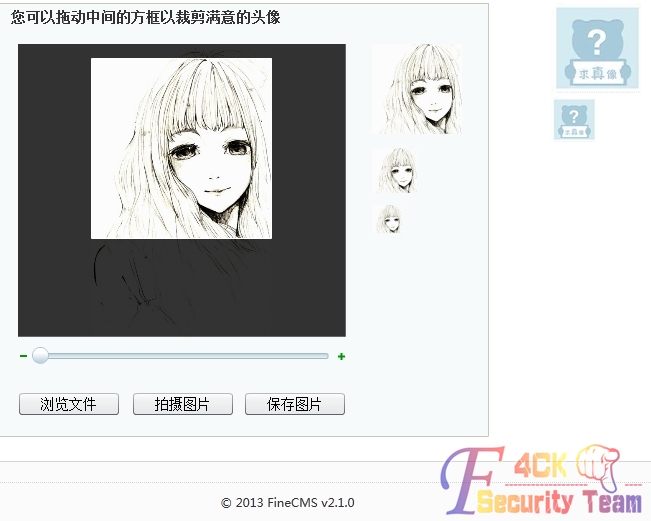 您可以拖动中间的方框以裁剪满意的头像
?
求真像
?
求真像
浏览文件
拍摄图片
保存图片
© 2013 FineCMS v2.1.0
F4CK
Security Team